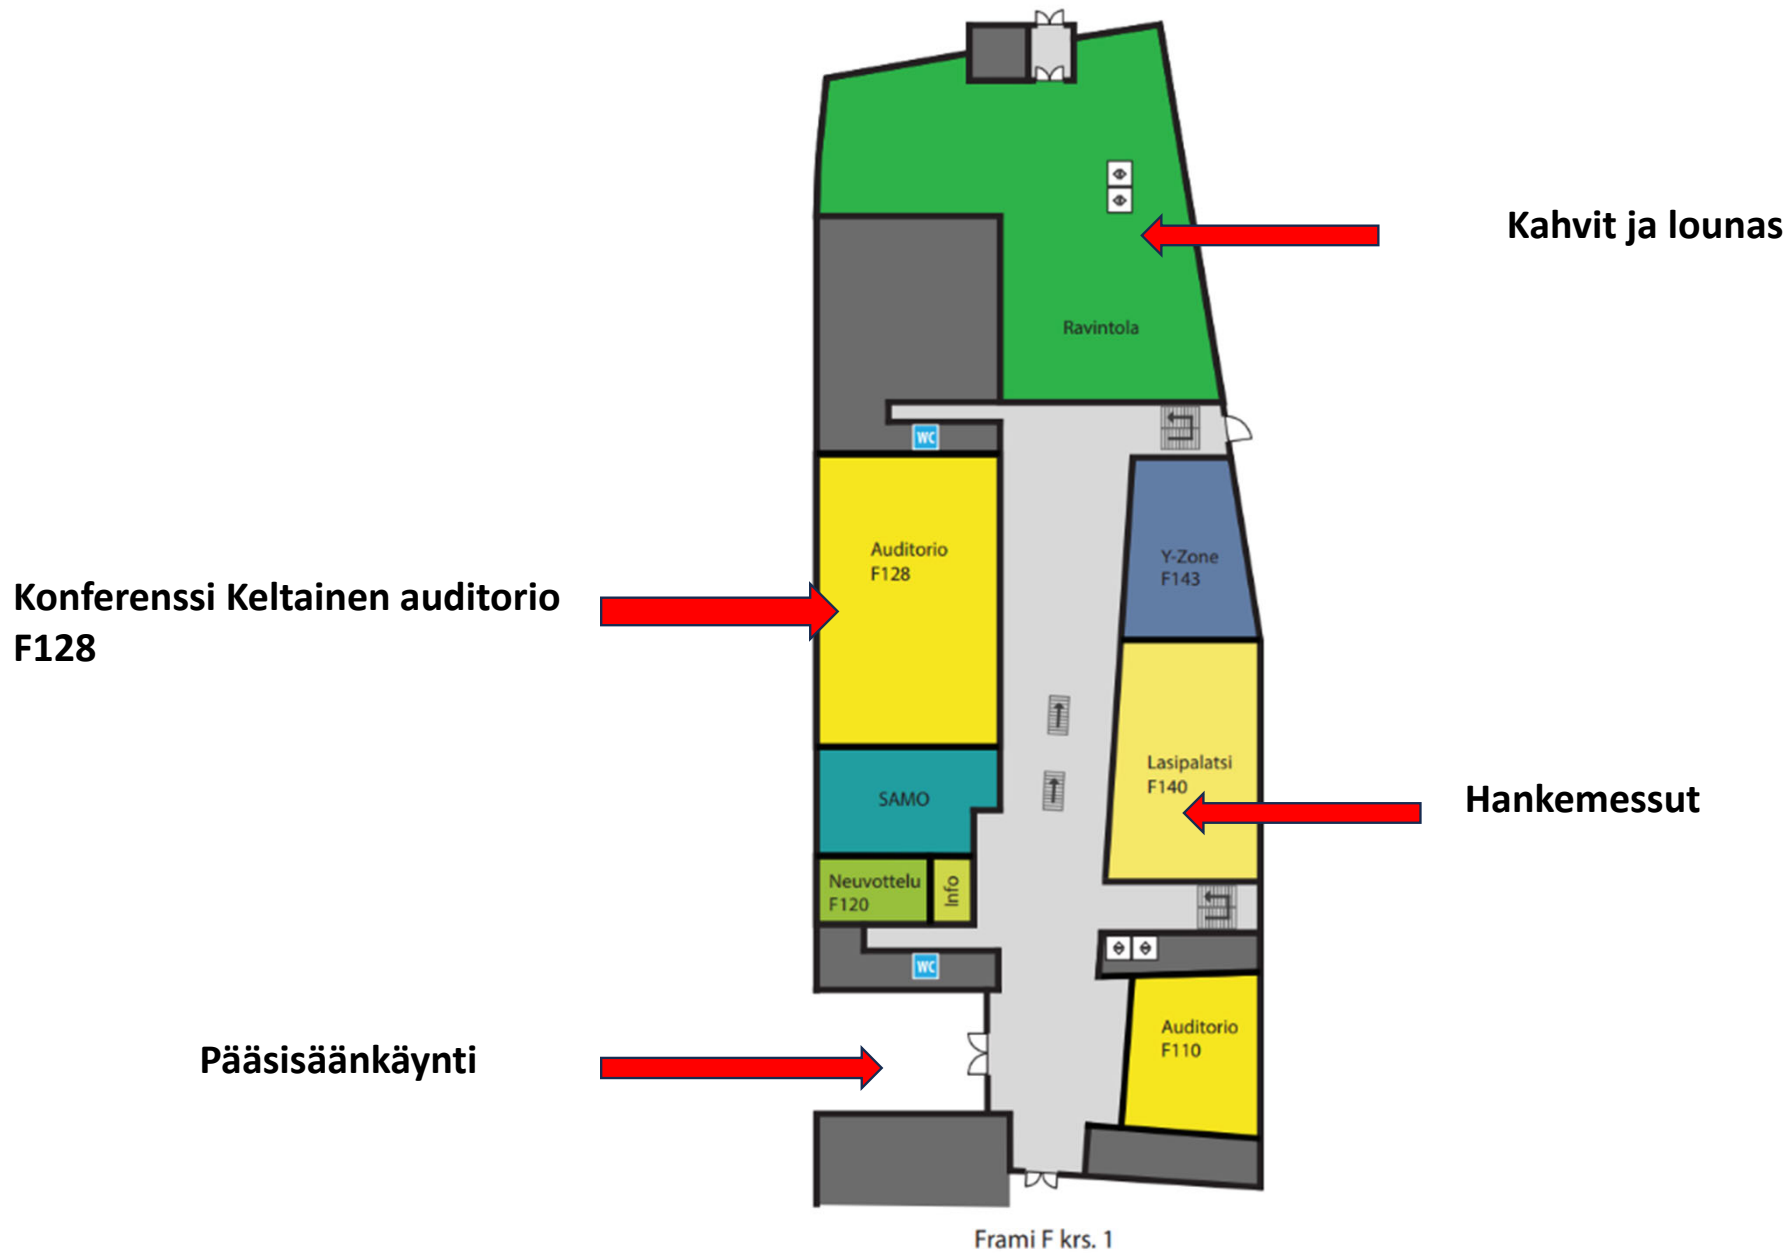 Kahvit ja lounas
Ravintola
WC
Auditorio
F128
Y-Zone
F143
Konferenssi Keltainen auditorio
F128
Lasipalatsi
F140
SAMO
Hankemessut
Neuvottelu
F120
Info
WC
Auditorio
F110
Pääsisäänkäynti
Frami F krs. 1